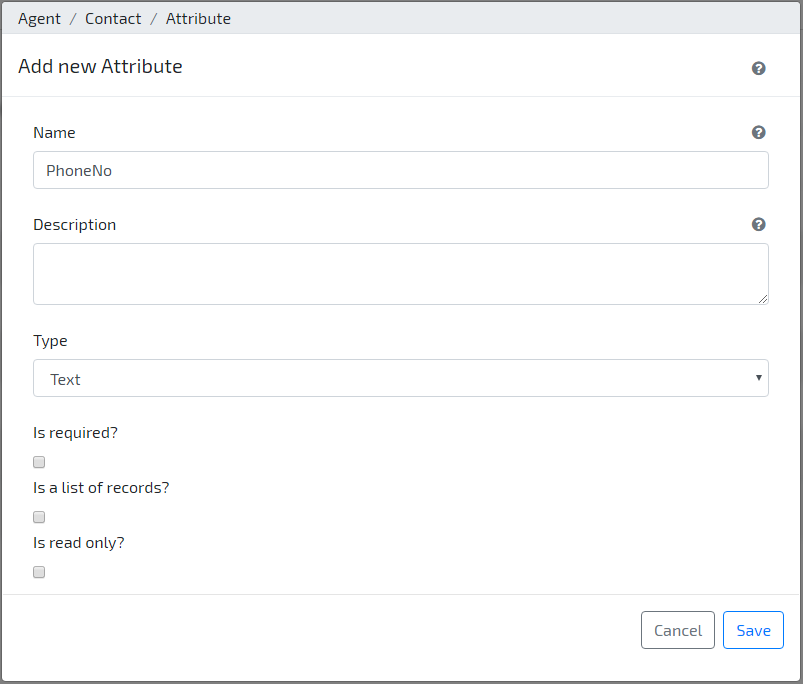 Agent / Contact / Attribute
Add new Attribute
Name
PhoneNo
Description
Type
Text
Is required?
Is a list of records?
Is read only?
Cancel Save